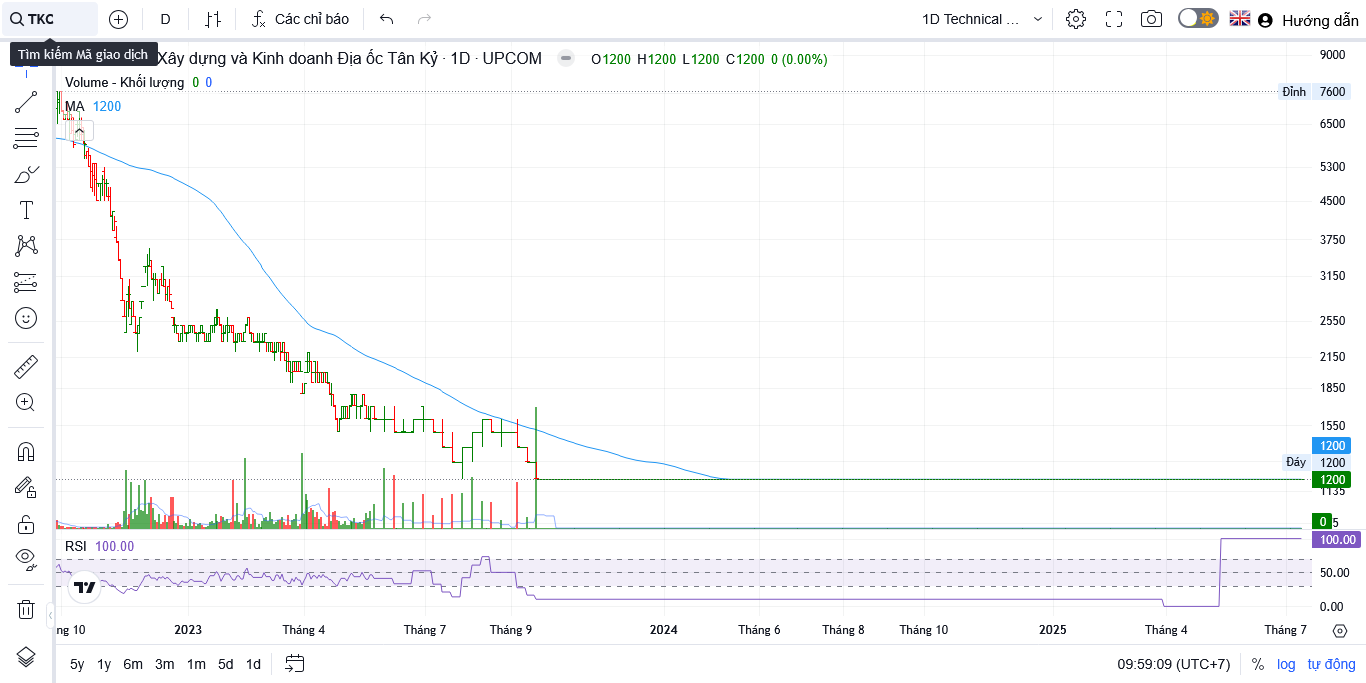 TKC
D
Các chỉ báo
1D Technical ...
Hướng dẫn
Tìm kiếm Mã giao dịch
Xây dựng và Kinh doanh Địa ốc Tân Kỷ · 1D · UPCOM O1200 H1200 L1200 C1200 0 (0.00%)
Volume - Khối lượng 0 0
MA 1200
9000
Đỉnh 7600
6500
5300
4500
3750
3150
2550
2150
1850
1550
1200
Đáy 1200
1200
1135
0
5
RSI 100.00
100.00
50.00
0.00
ng 10 2023 Tháng 4 Tháng 7 Tháng 9 2024 Tháng 6 Tháng 8 Tháng 10 2025 Tháng 4 Tháng 7
5y 1y 6m 3m 1m 5d 1d
09:59:09 (UTC+7) % log tự động